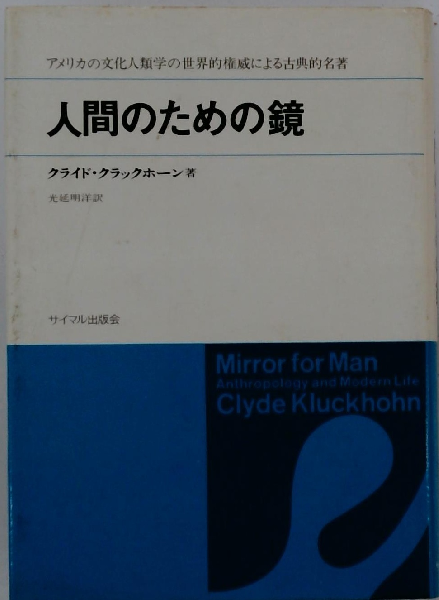 アメリカの文化人類学の世界的権威による古典的名著
人間のための鏡
クライド・クラックホーン著
光延明洋訳
サイマル出版会
Mirror for Man
Anthropology and Modern Life
Clyde Kluckhohn